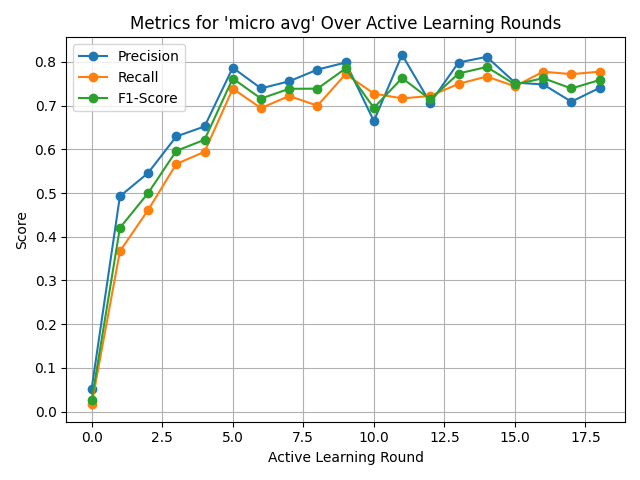 Metrics for 'micro avg' Over Active Learning Rounds
Precision
Recall
F1-Score
Score
0.8
0.7
0.6
0.5
0.4
0.3
0.2
0.1
0.0
0.0 2.5 5.0 7.5 10.0 12.5 15.0 17.5
Active Learning Round